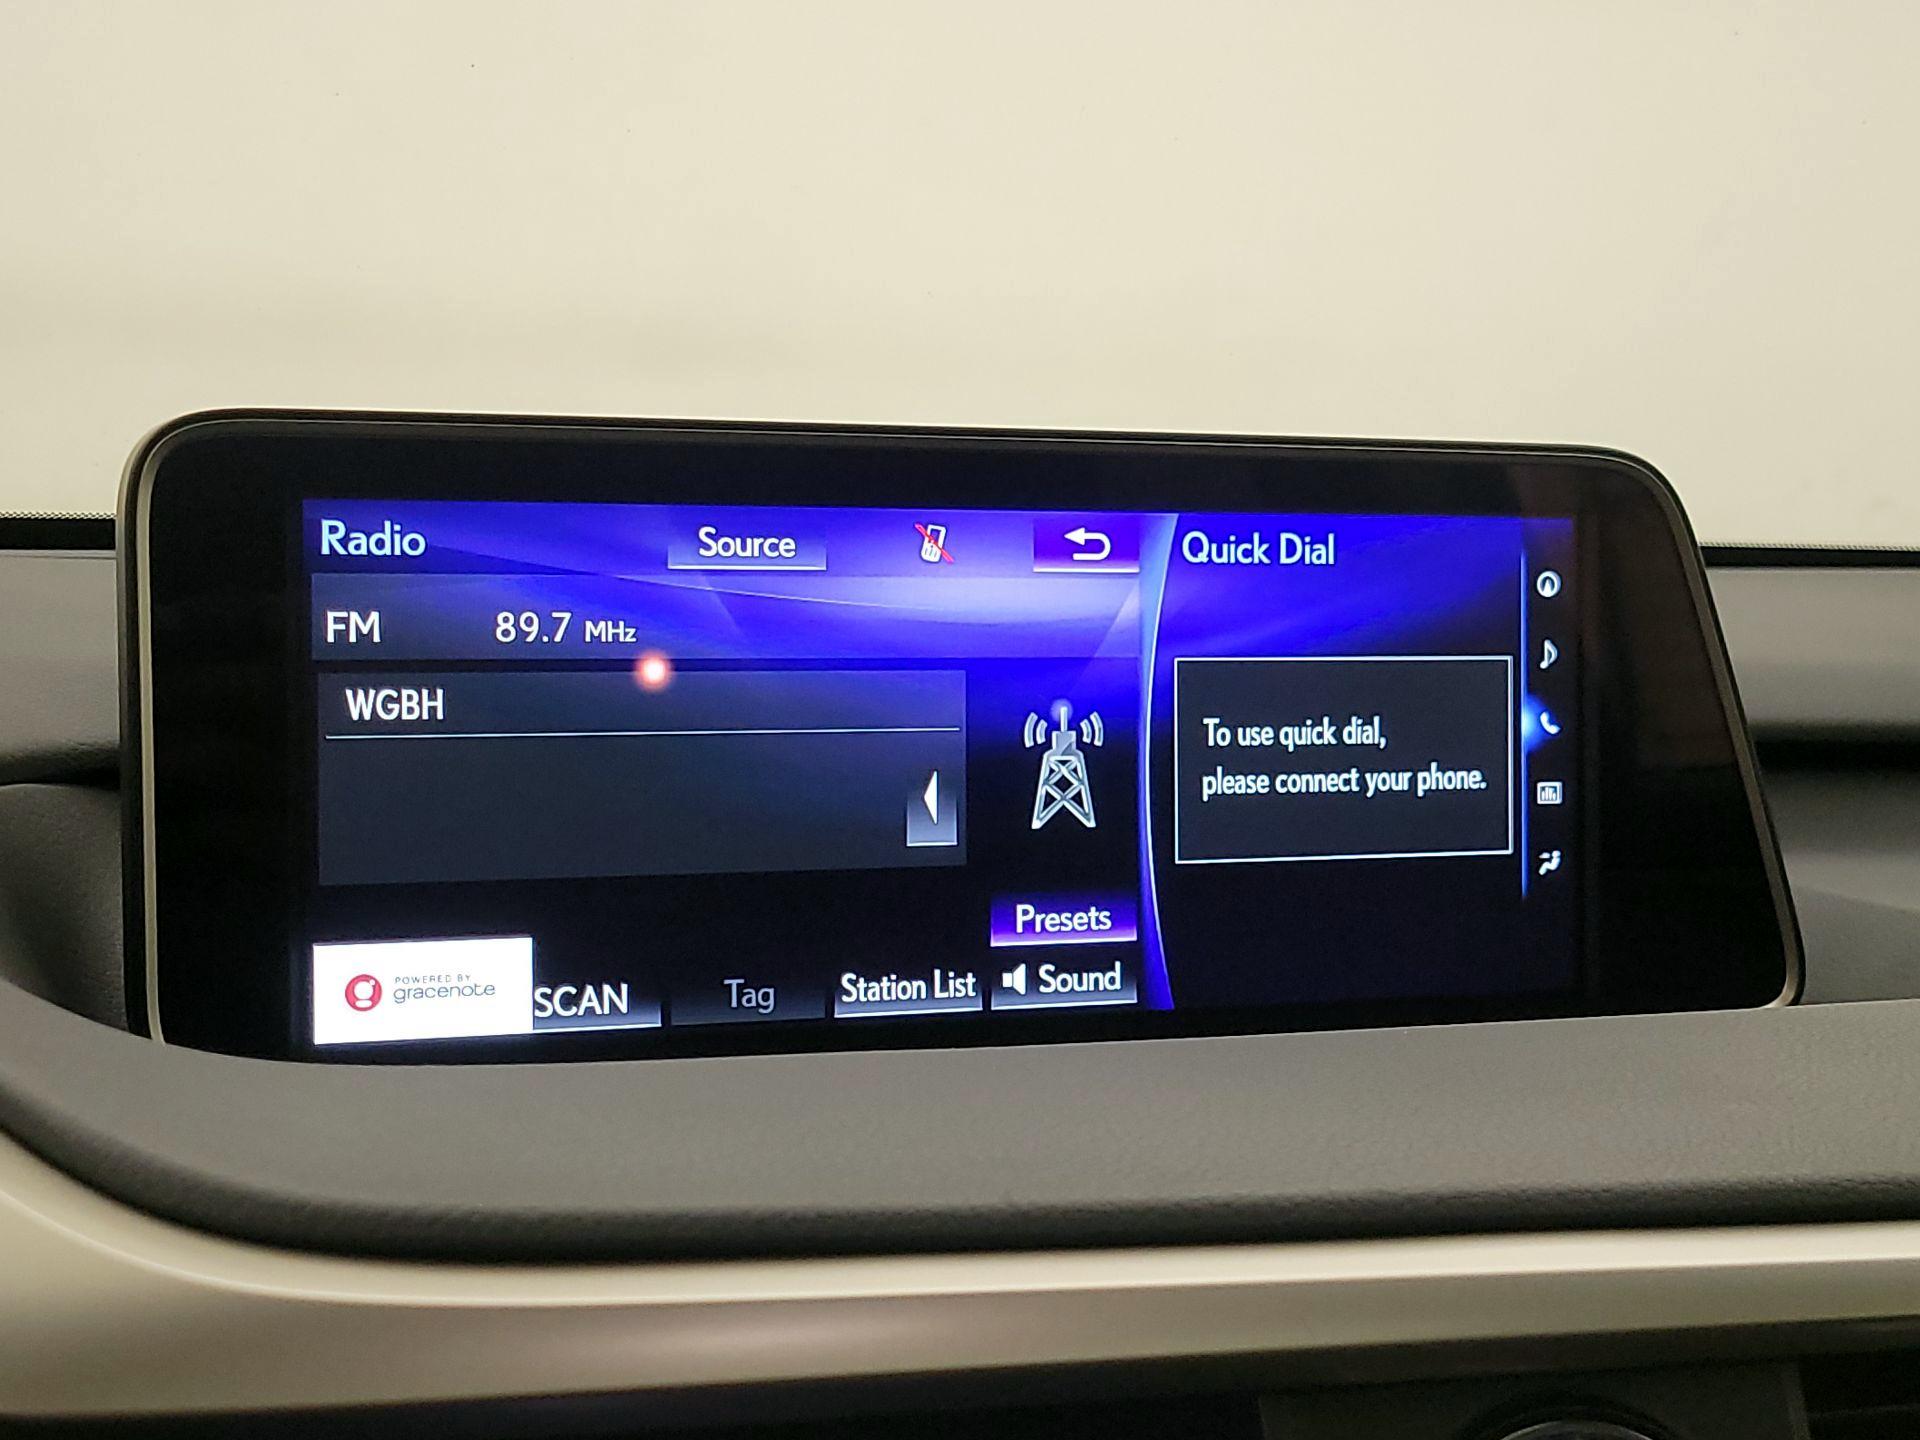 Radio
Source
Quick Dial
FM 89.7 MHz
WGBH
To use quick dial,
please connect your phone.
Presets
POWERED BY
gracenote
SCAN
Tag
Station List
Sound